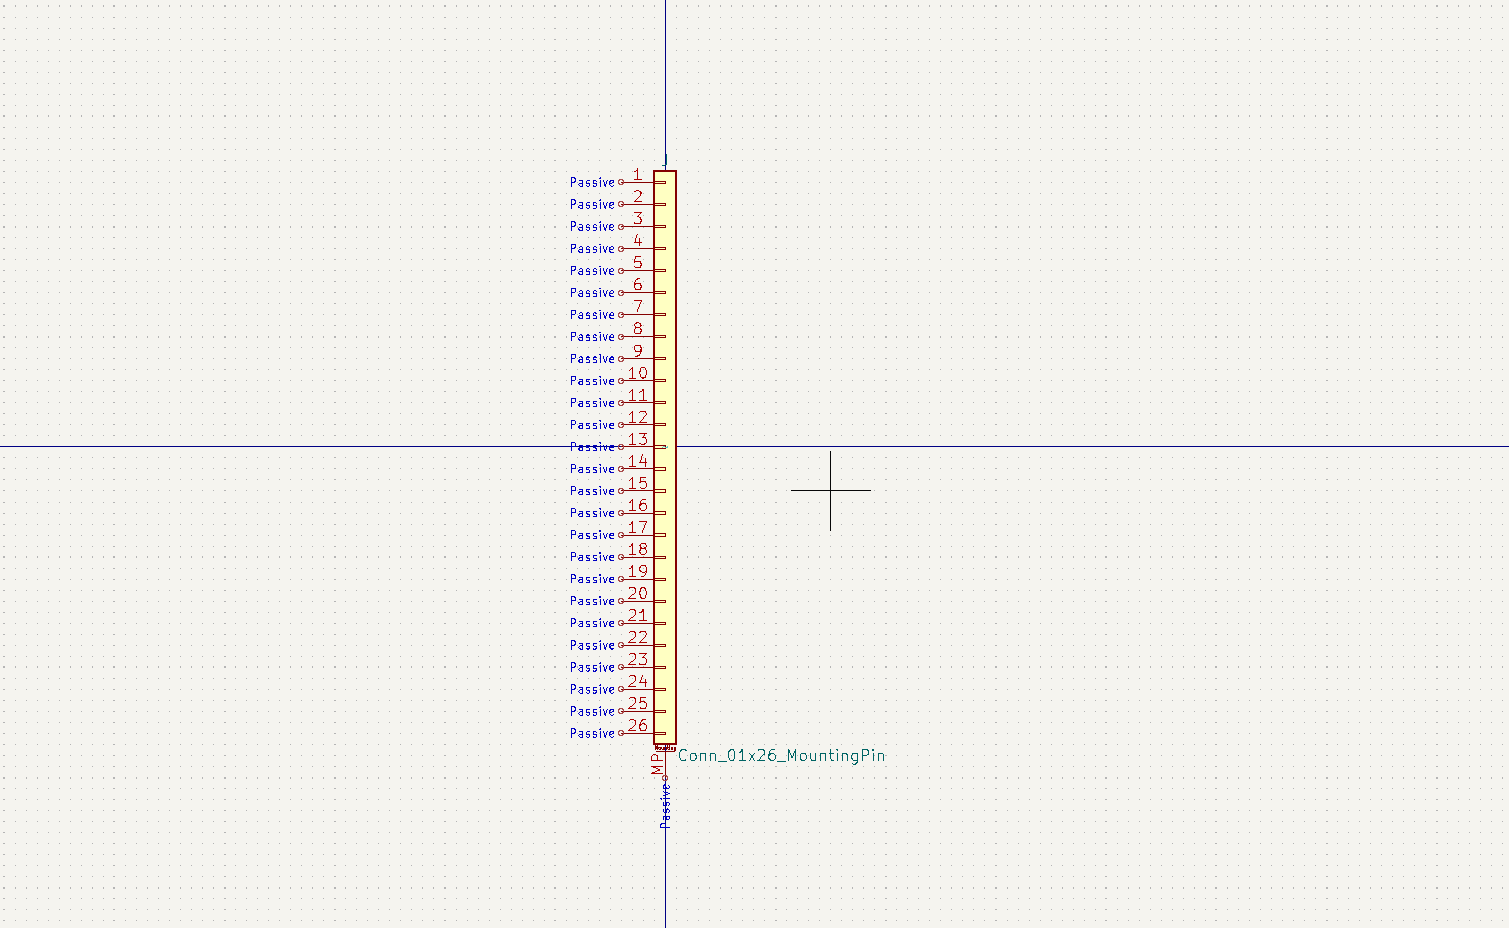 J
Passive 1
Passive 2
Passive 3
Passive 4
Passive 5
Passive 6
Passive 7
Passive 8
Passive 9
Passive 10
Passive 11
Passive 12
Passive 13
Passive 14
Passive 15
Passive 16
Passive 17
Passive 18
Passive 19
Passive 20
Passive 21
Passive 22
Passive 23
Passive 24
Passive 25
Passive 26
Mounting
Conn_01x26_MountingPin
MP
Passive